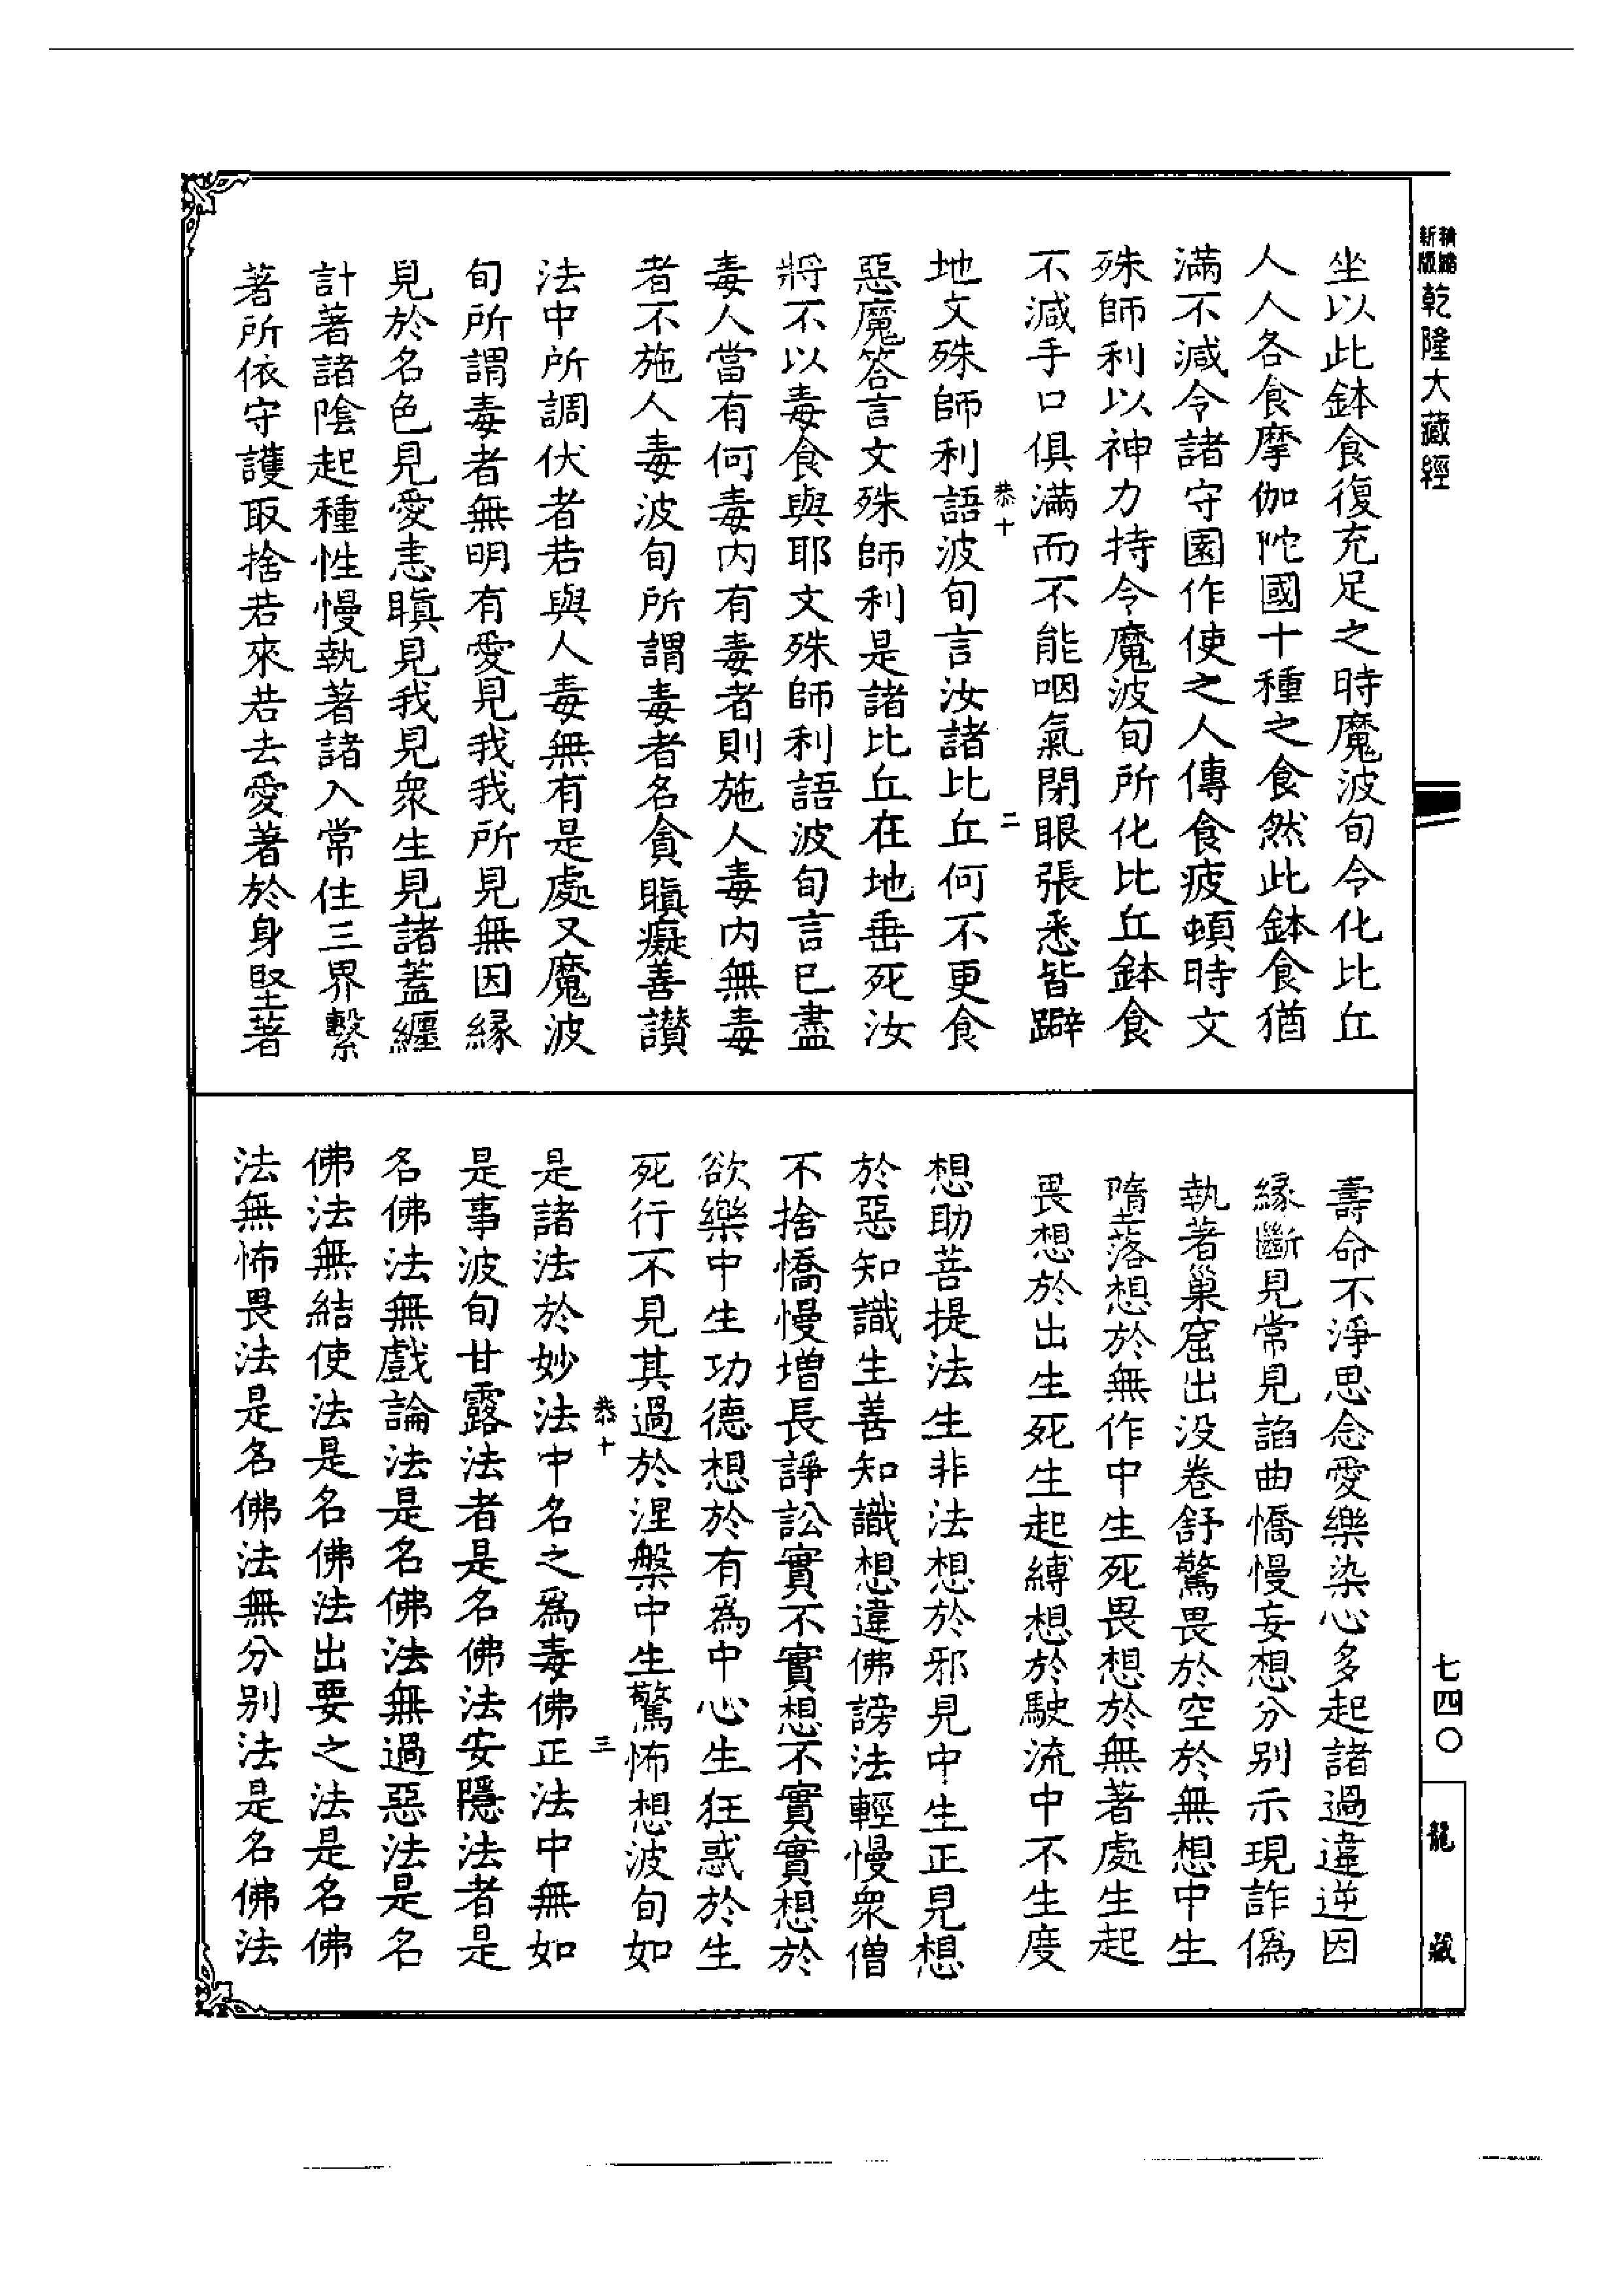 精縮
新版
乾隆大藏經
坐以此鉢食復充足之時魔波旬令化比丘
人人各食摩伽陀國十種之食然此鉢食猶
滿不減令諸守園作使之人傳食疲頓時文
殊師利以神力持令魔波旬所化比丘鉢食
不減手口俱滿而不能咽氣閉眼張悉皆躃
恭十
二
地文殊師利語波旬言汝諸比丘何不更食
惡魔答言文殊師利是諸比丘在地垂死汝
將不以毒食與耶文殊師利語波旬言已盡
毒人當有何毒內有毒者則施人毒內無毒
者不施人毒波旬所謂毒者名貪瞋癡善讃
法中所調伏者若與人毒無有是處又魔波
旬所謂毒者無明有愛見我我所見無因緣
見於名色見愛恚瞋見我見衆生見諸蓋纏
計著諸陰起種性慢執著諸入常住三界繫
著所依守護取捨若來若去愛著於身堅著
壽命不淨思念愛樂染心多起諸過違逆因
緣斷見常見諂曲憍慢妄想分別示現詐僞
執著巢窟出没卷舒驚畏於空於無想中生
墮落想於無作中生死畏想於無著處生起
畏想於出生死生起縛想於駛流中不生度
想助菩提法生非法想於邪見中生正見想
於惡知識生善知識想違佛謗法輕慢衆僧
不捨憍慢增長諍訟實不實想不實實想於
欲樂中生功德想於有爲中心生狂惑於生
死行不見其過於涅槃中生驚怖想波旬如
恭十
三
是諸法於妙法中名之爲毒佛正法中無如
是事波旬甘露法者是名佛法安隱法者是
名佛法無戲論法是名佛法無過惡法是名
佛法無結使法是名佛法出要之法是名佛
法無怖畏法是名佛法無分別法是名佛法
七四〇
龍藏